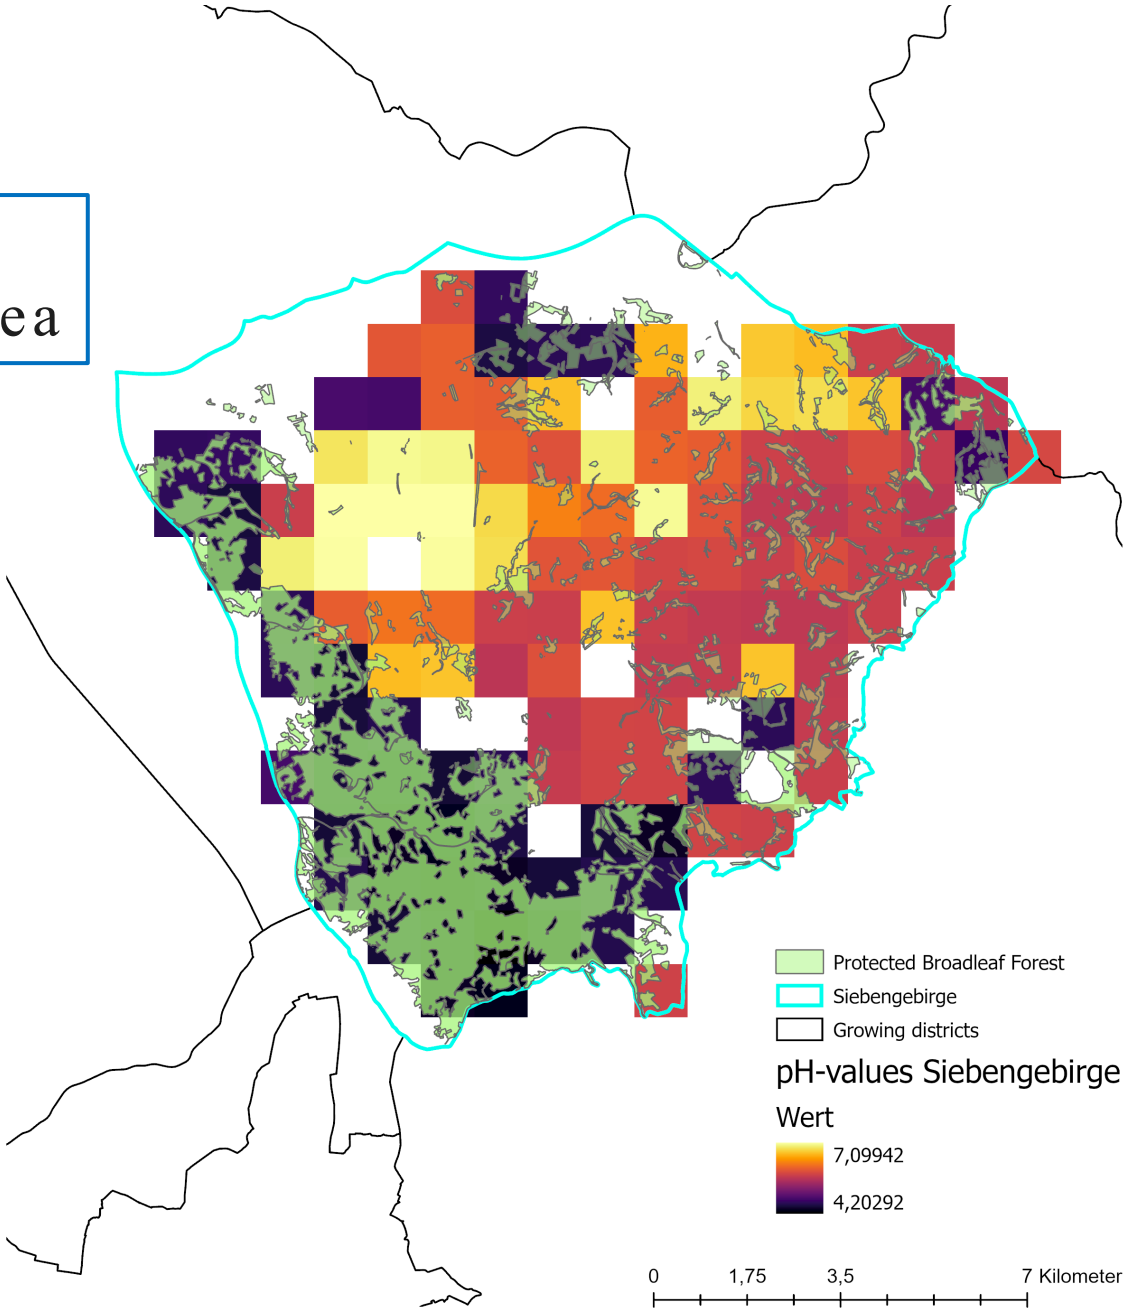 ea
Protected Broadleaf Forest
Siebengebirge
Growing districts
pH-values Siebengebirge
Wert
7,09942
4,20292
0 1,75 3,5 7 Kilometer